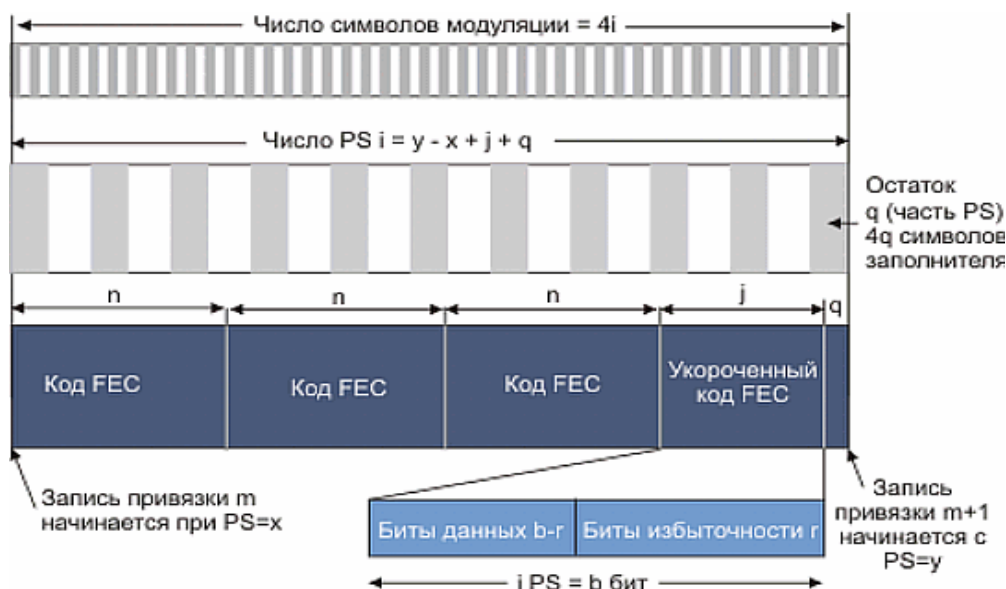 Число символов модуляции = 4i
Число PS i = y - x + j + q
Остаток
q (часть PS)
4q символов
заполнителя
n
n
n
j
q
Код FEC
Код FEC
Код FEC
Укороченный
код FEC
Запись привязки m
начинается при PS=x
Биты данных b-r
Биты избыточности r
Запись
привязки m+1
начинается с
PS=y
j PS = b бит